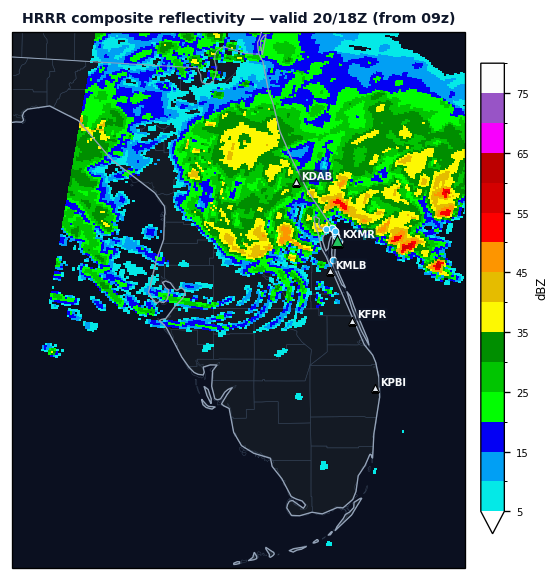 HRRR composite reflectivity — valid 20/18Z (from 09z)
KDAB
KXMR
KMLB
KFPR
KPBI
75
65
55
45
35
25
15
5
dBZ